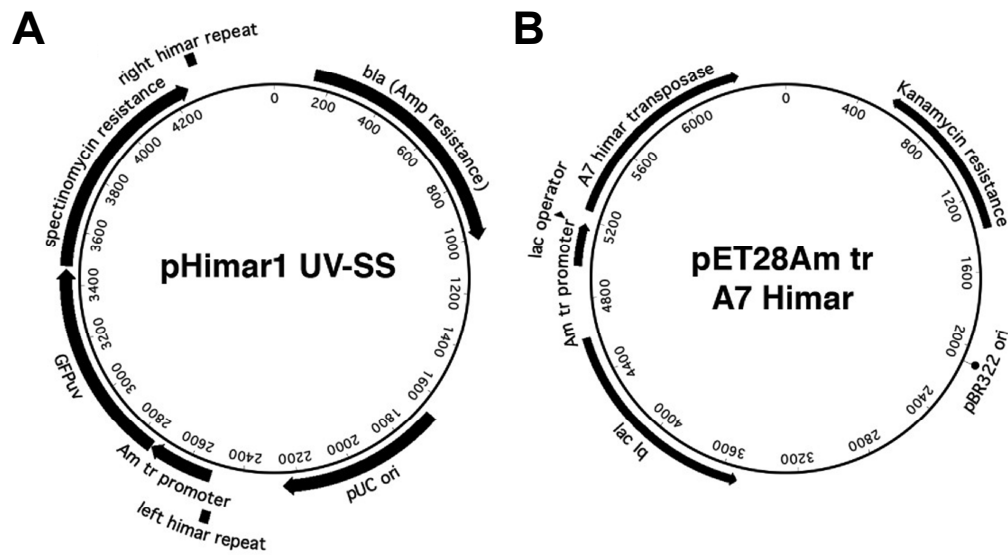 A
right himar repeat
spectinomycin resistance
bla (Amp resistance)
GFPuv
Am tr promoter
left himar repeat
pUC ori
pHimar1 UV-SS
0
200
400
600
800
1000
1200
1400
1600
1800
2000
2200
2400
2600
2800
3000
3200
3400
3600
3800
4000
4200
B
A7 himar transposase
Kanamycin resistance
lac operator
Am tr promoter
lac Iq
pBR322 ori
pET28Am tr
A7 Himar
0
400
800
1200
1600
2000
2400
2800
3200
3600
4000
4400
4800
5200
5600
6000